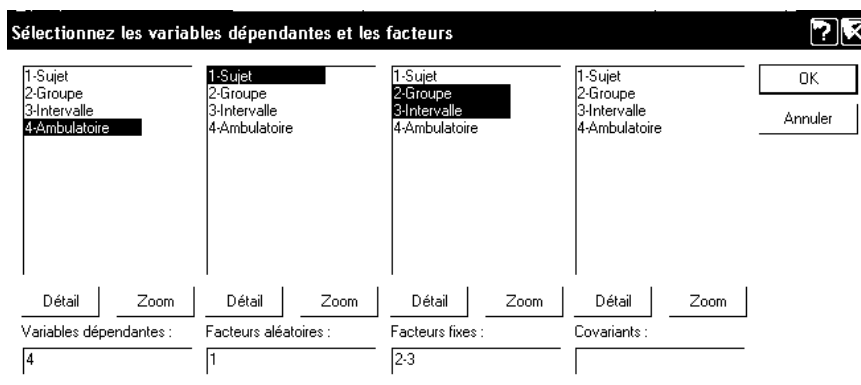 Sélectionnez les variables dépendantes et les facteurs
1-Sujet
2-Groupe
3-Intervalle
4-Ambulatoire
1-Sujet
2-Groupe
3-Intervalle
4-Ambulatoire
1-Sujet
2-Groupe
3-Intervalle
4-Ambulatoire
1-Sujet
2-Groupe
3-Intervalle
4-Ambulatoire
OK
Annuler
Détail Zoom Détail Zoom Détail Zoom Détail Zoom
Variables dépendantes : Facteurs aléatoires : Facteurs fixes : Covariants :
4 1 2-3